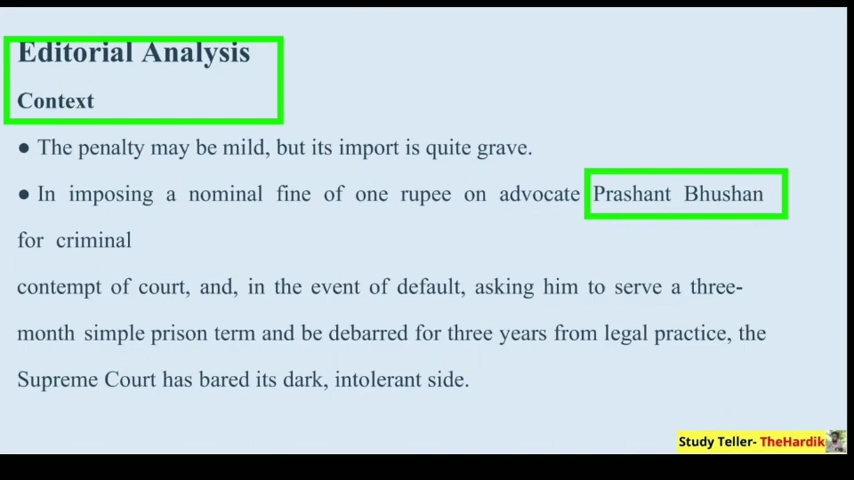 Editorial Analysis
Context
● The penalty may be mild, but its import is quite grave.
● In imposing a nominal fine of one rupee on advocate Prashant Bhushan
for criminal
contempt of court, and, in the event of default, asking him to serve a three-
month simple prison term and be debarred for three years from legal practice, the
Supreme Court has bared its dark, intolerant side.
Study Teller- TheHardik